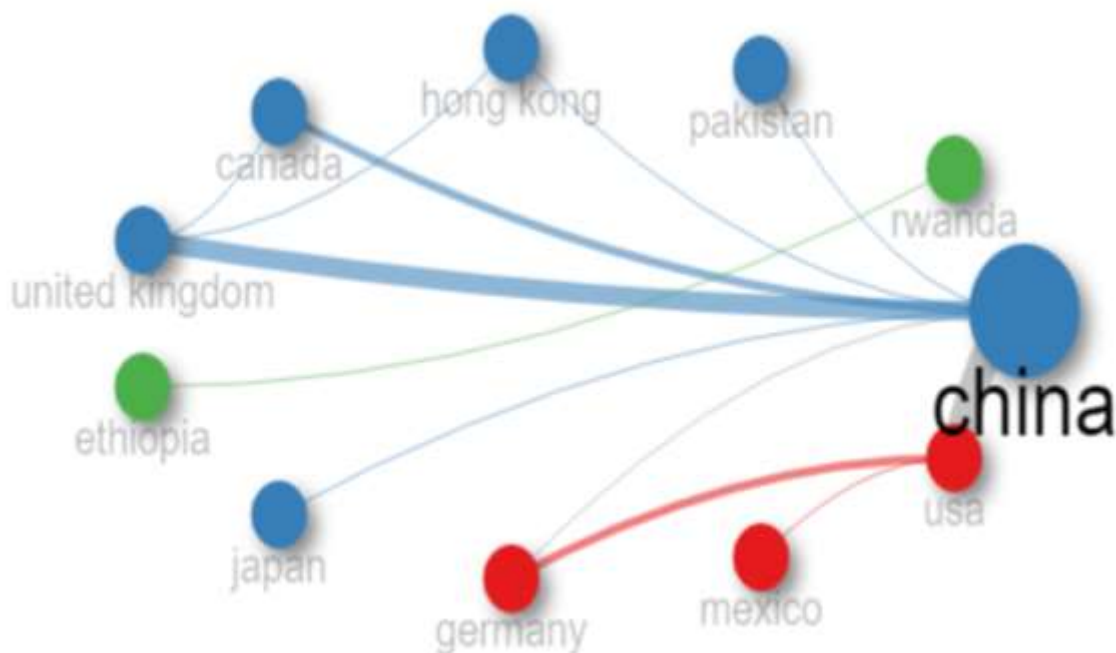 hong kong
pakistan
canada
rwanda
united kingdom
china
ethiopia
usa
japan
mexico
germany